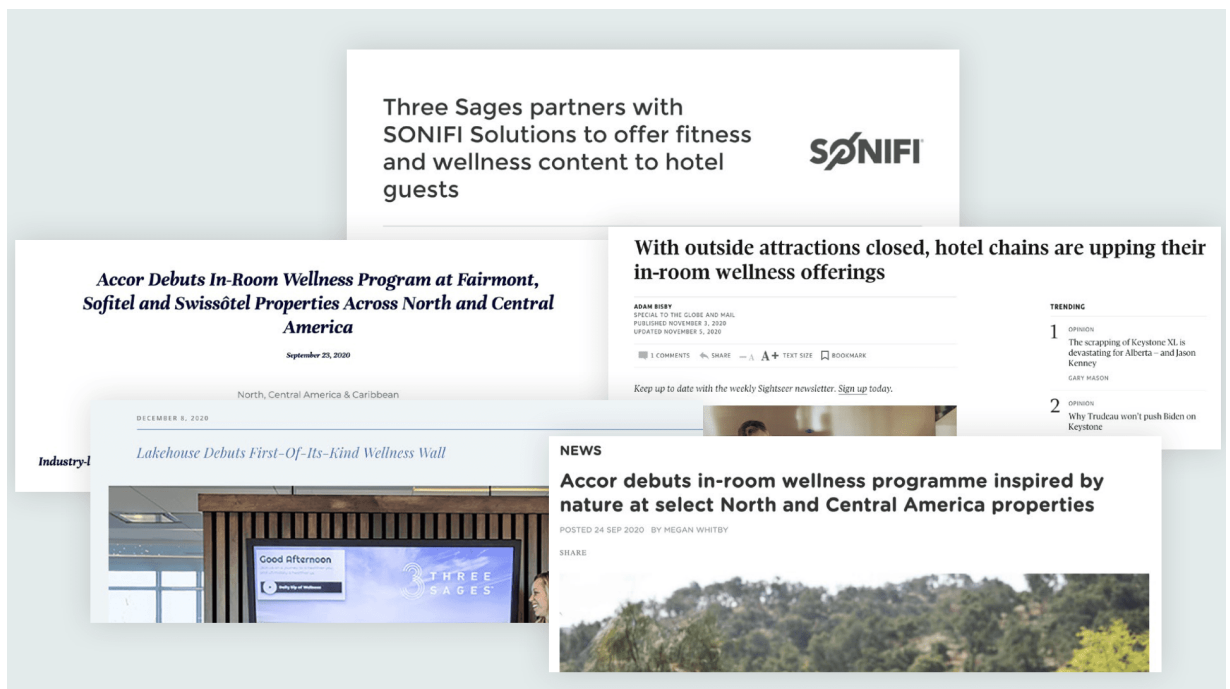 Three Sages partners with
SONIFI Solutions to offer fitness
and wellness content to hotel
guests
SONIFI
Accor Debuts In-Room Wellness Program at Fairmont,
Sofitel and Swissôtel Properties Across North and Central
America
September 23, 2020
North, Central America & Caribbean
Industry-l
With outside attractions closed, hotel chains are upping their
in-room wellness offerings
ADAM BISBY
SPECIAL TO THE GLOBE AND MAIL
PUBLISHED NOVEMBER 3, 2020
UPDATED NOVEMBER 5, 2020
1 COMMENTS
SHARE
A
A+ TEXT SIZE
BOOKMARK
Keep up to date with the weekly Sightseer newsletter. Sign up today.
TRENDING
1 OPINION
The scrapping of Keystone XL is
devastating for Alberta – and Jason
Kenney
GARY MASON
2 OPINION
Why Trudeau won't push Biden on
Keystone
DECEMBER 8, 2020
Lakehouse Debuts First-Of-Its-Kind Wellness Wall
Good Afternoon
Daily Sip of Wellness
3 THREE
SAGES
NEWS
Accor debuts in-room wellness programme inspired by
nature at select North and Central America properties
POSTED 24 SEP 2020 BY MEGAN WHITBY
SHARE